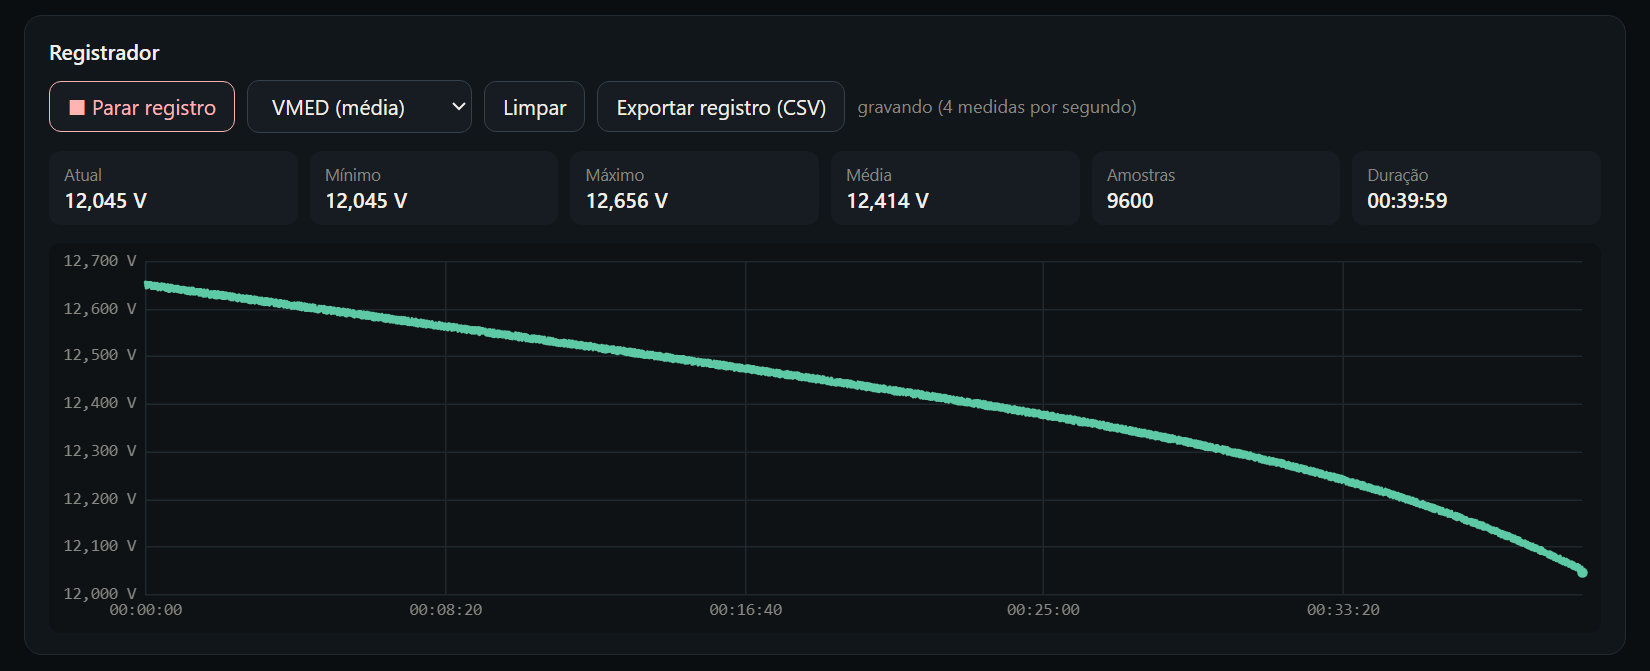 Registrador
Parar registro
VMED (média)
Limpar
Exportar registro (CSV)
gravando (4 medidas por segundo)
Atual
12,045 V
Mínimo
12,045 V
Máximo
12,656 V
Média
12,414 V
Amostras
9600
Duração
00:39:59
12,700 V
12,600 V
12,500 V
12,400 V
12,300 V
12,200 V
12,100 V
12,000 V
00:00:00
00:08:20
00:16:40
00:25:00
00:33:20